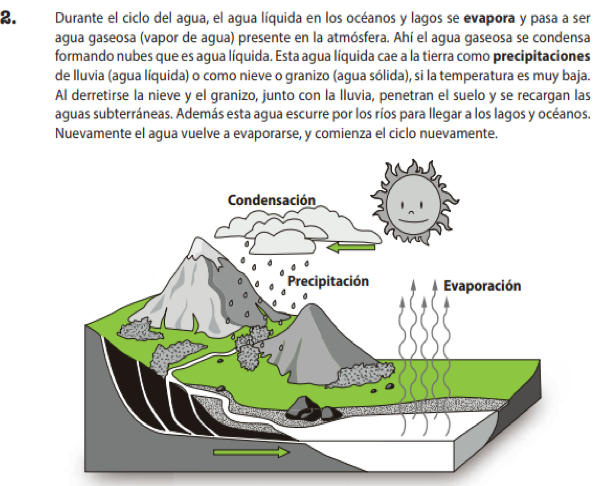 2. Durante el ciclo del agua, el agua líquida en los océanos y lagos se evapora y pasa a ser
agua gaseosa (vapor de agua) presente en la atmósfera. Ahí el agua gaseosa se condensa
formando nubes que es agua líquida. Esta agua líquida cae a la tierra como precipitaciones
de lluvia (agua líquida) o como nieve o granizo (agua sólida), si la temperatura es muy baja.
Al derretirse la nieve y el granizo, junto con la lluvia, penetran el suelo y se recargan las
aguas subterráneas. Además esta agua escurre por los ríos para llegar a los lagos y océanos.
Nuevamente el agua vuelve a evaporarse, y comienza el ciclo nuevamente.
Condensación
Precipitación
Evaporación